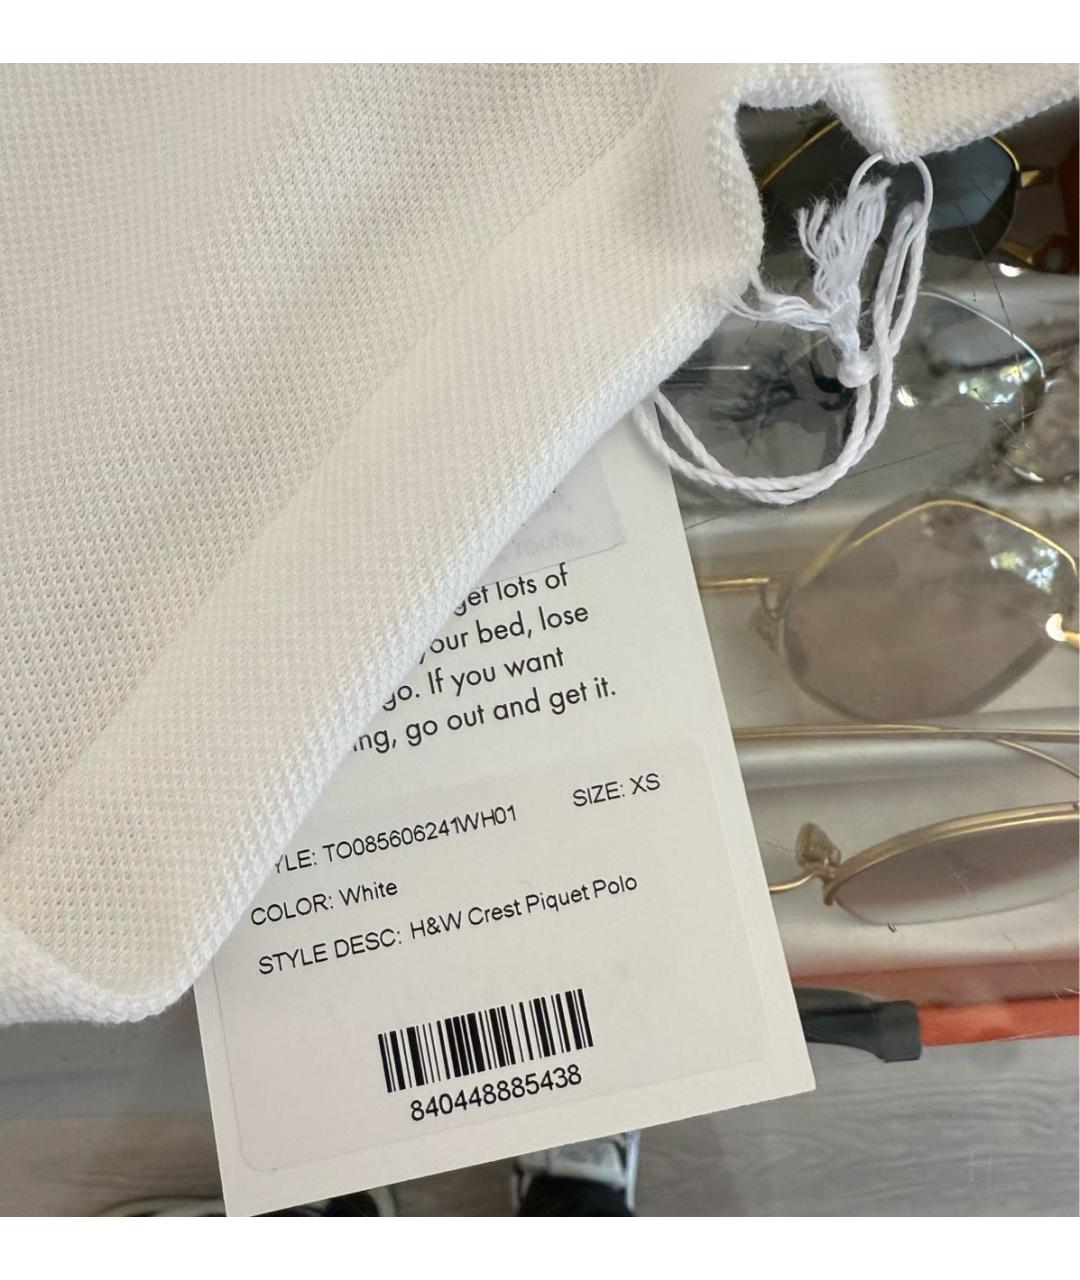 get lots of
your bed, lose
go. If you want
ing, go out and get it.
YLE: TO085606241WH01
SIZE: XS
COLOR: White
STYLE DESC: H&W Crest Piquet Polo
840448885438